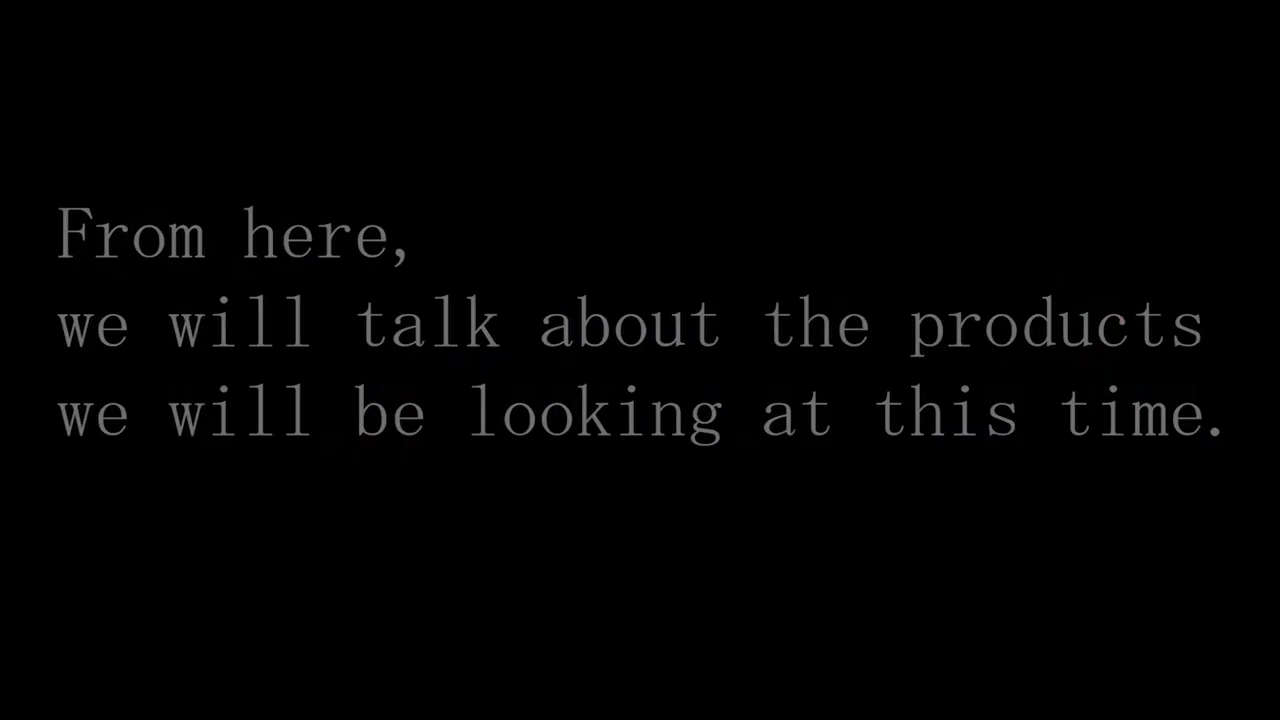 From here,
we will talk about the products
we will be looking at this time.